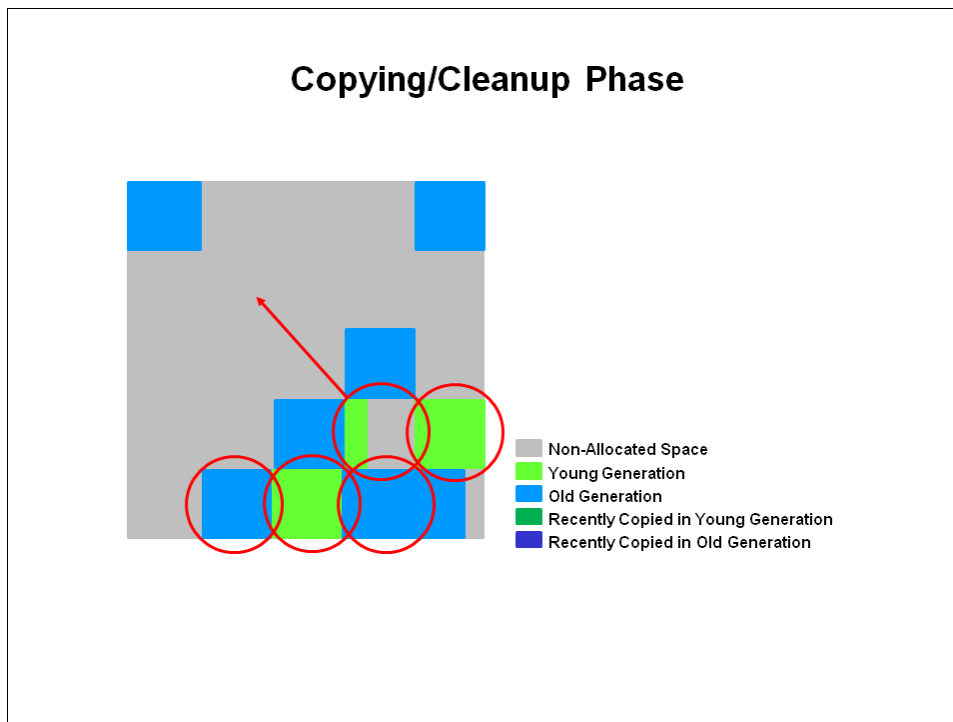 Copying/Cleanup Phase
Non-Allocated Space
Young Generation
Old Generation
Recently Copied in Young Generation
Recently Copied in Old Generation